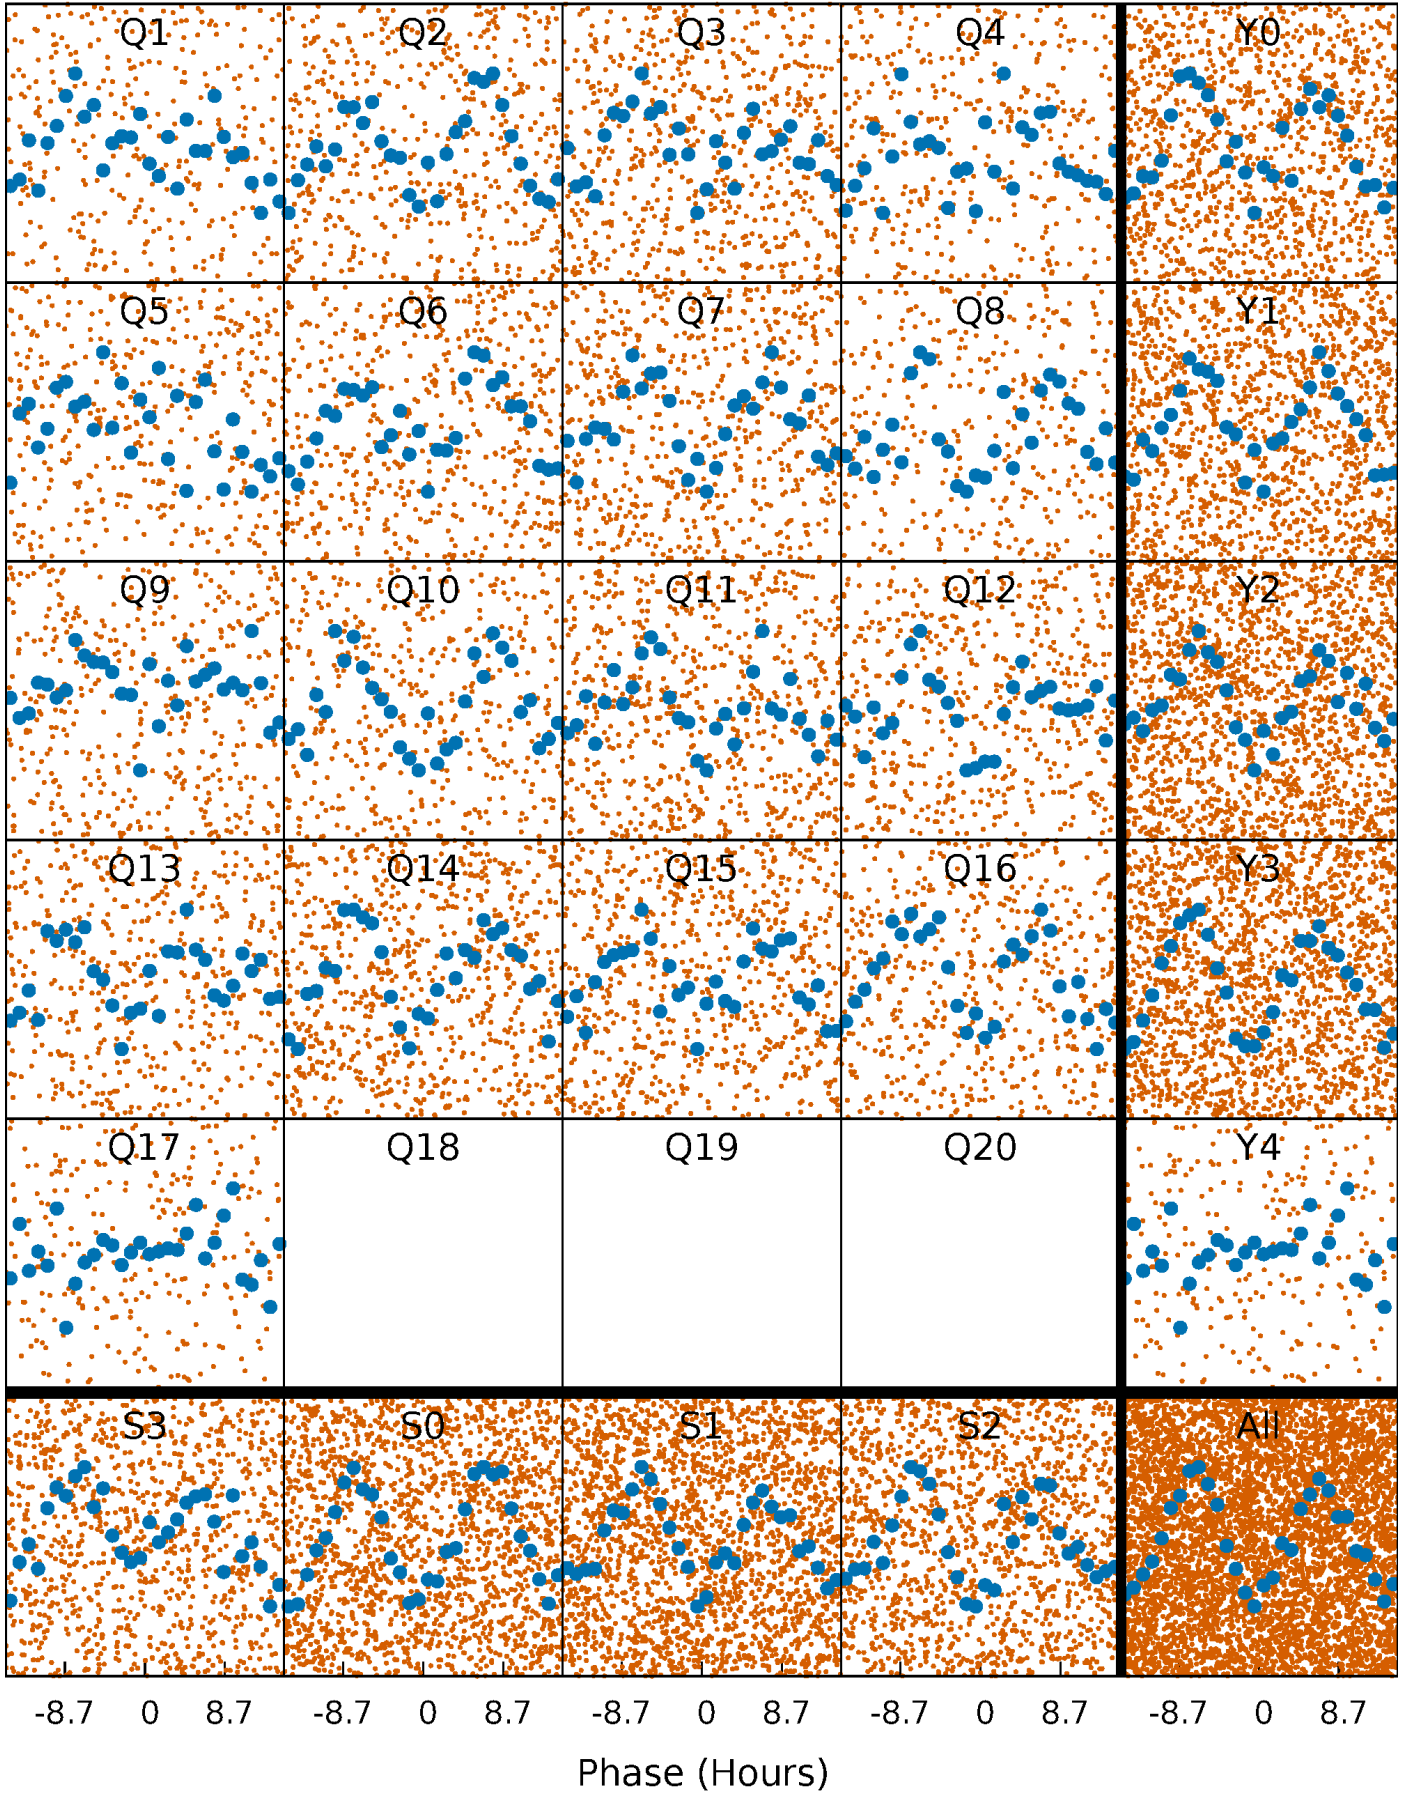 Q1 Q2 Q3 Q4 Y0
Q5 Q6 Q7 Q8 Y1
Q9 Q10 Q11 Q12 Y2
Q13 Q14 Q15 Q16 Y3
Q17 Q18 Q19 Q20 Y4
S3 S0 S1 S2 All
-8.7 0 8.7 -8.7 0 8.7 -8.7 0 8.7 -8.7 0 8.7 -8.7 0 8.7
Phase (Hours)